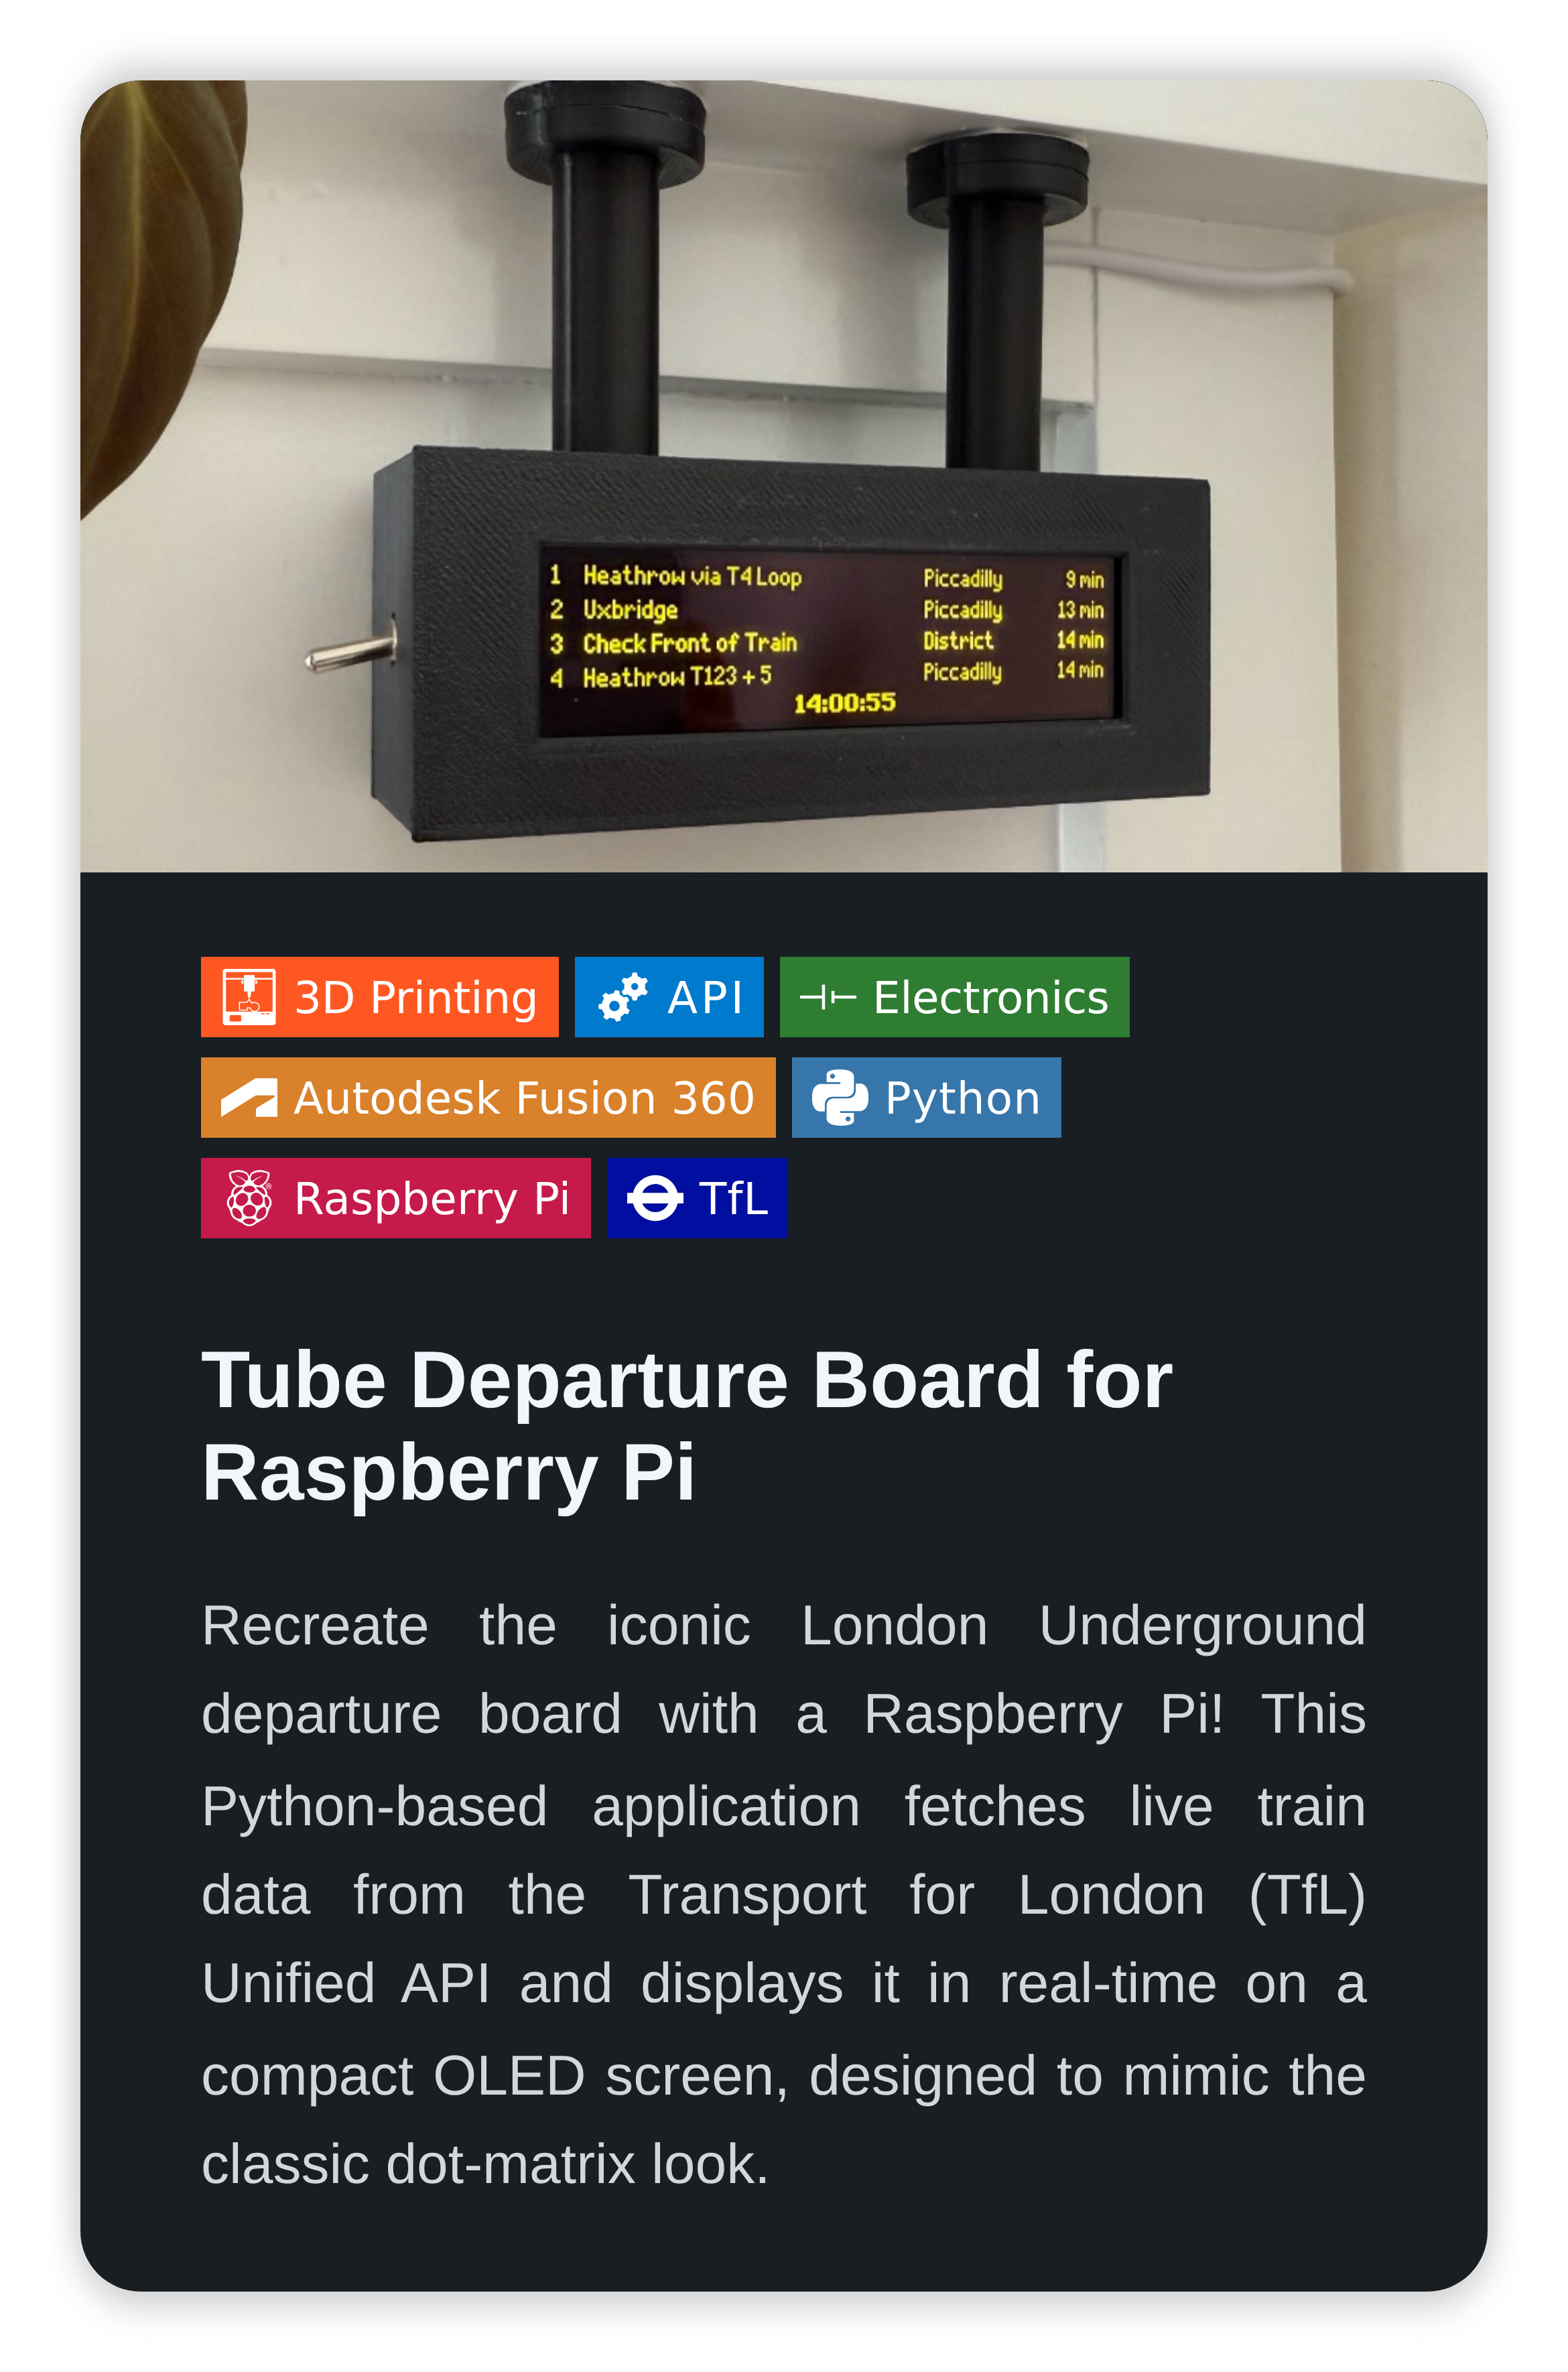 1 Heathrow via T4 Loop Piccadilly 9 min
2 Uxbridge Piccadilly 13 min
3 Check Front of Train District 14 min
4 Heathrow T123 + 5 Piccadilly 14 min
14:00:55
3D Printing API Electronics
Autodesk Fusion 360 Python
Raspberry Pi TfL
Tube Departure Board for
Raspberry Pi
Recreate the iconic London Underground
departure board with a Raspberry Pi! This
Python-based application fetches live train
data from the Transport for London (TfL)
Unified API and displays it in real-time on a
compact OLED screen, designed to mimic the
classic dot-matrix look.